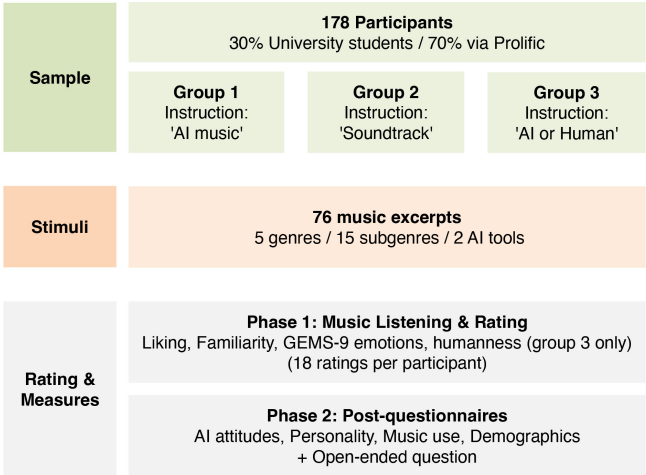 Sample
178 Participants
30% University students / 70% via Prolific
Group 1
Instruction:
'AI music'
Group 2
Instruction:
'Soundtrack'
Group 3
Instruction:
'AI or Human'
Stimuli
76 music excerpts
5 genres / 15 subgenres / 2 AI tools
Rating &
Measures
Phase 1: Music Listening & Rating
Liking, Familiarity, GEMS-9 emotions, humanness (group 3 only)
(18 ratings per participant)
Phase 2: Post-questionnaires
AI attitudes, Personality, Music use, Demographics
+ Open-ended question